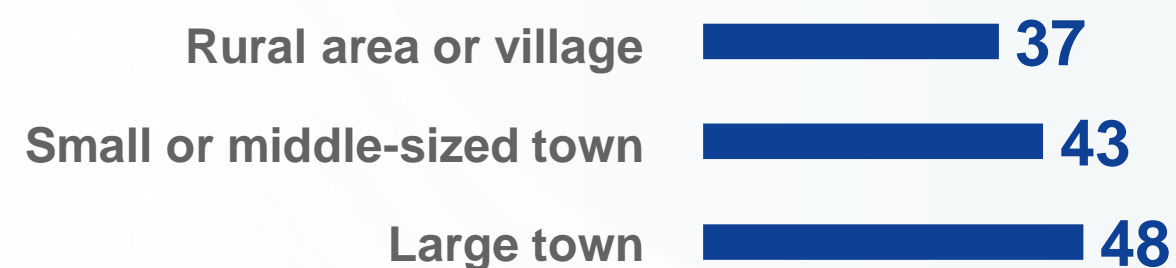 Rural area or village 37
Small or middle-sized town 43
Large town 48